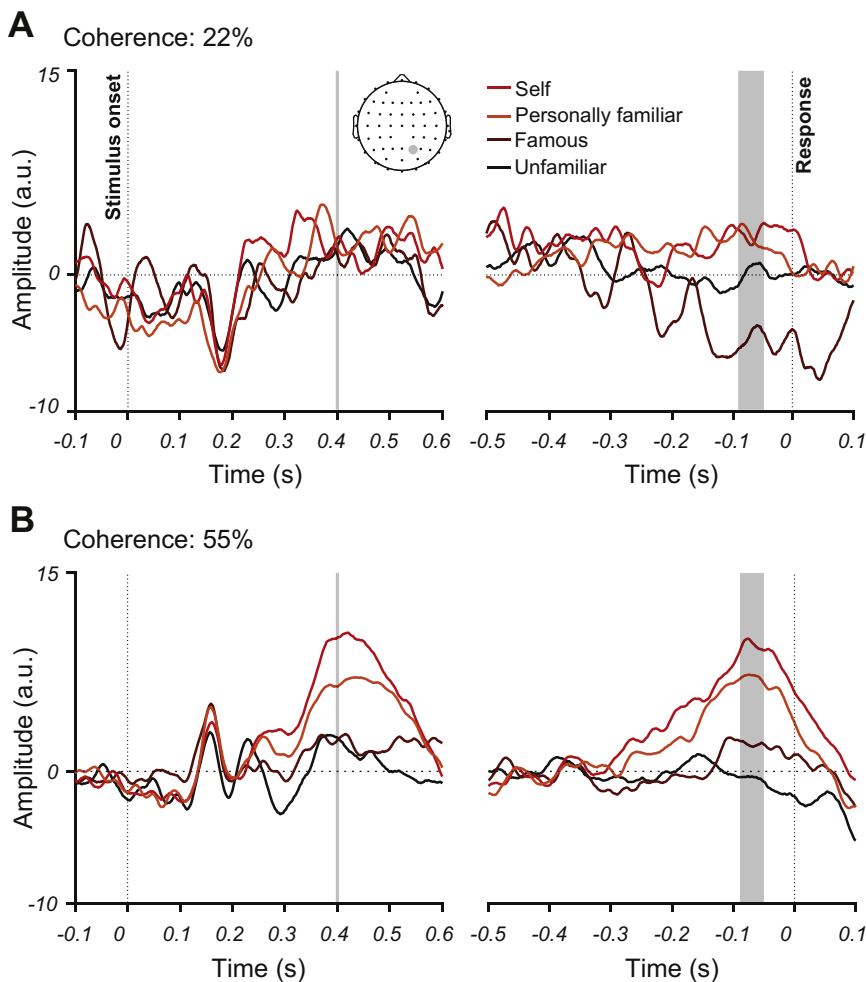 A
Coherence: 22%
15
0
-10
Amplitude (a.u.)
Stimulus onset
-0.1 0 0.1 0.2 0.3 0.4 0.5 0.6
Time (s)
Self
Personally familiar
Famous
Unfamiliar
Response
-0.5 -0.4 -0.3 -0.2 -0.1 0 0.1
Time (s)
B
Coherence: 55%
15
0
-10
Amplitude (a.u.)
-0.1 0 0.1 0.2 0.3 0.4 0.5 0.6
Time (s)
-0.5 -0.4 -0.3 -0.2 -0.1 0 0.1
Time (s)